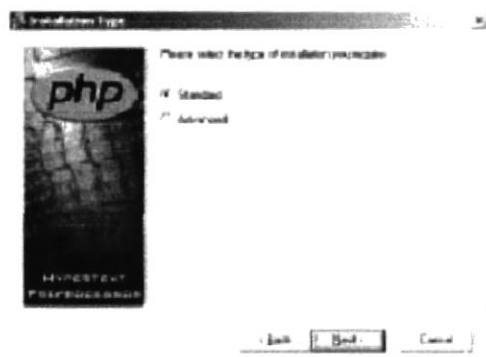 Installation Type
Please select the type of installation you require
php
Standard
Advanced
HYPERTEXT
PREPROCESSOR
< Back
Next >
Cancel